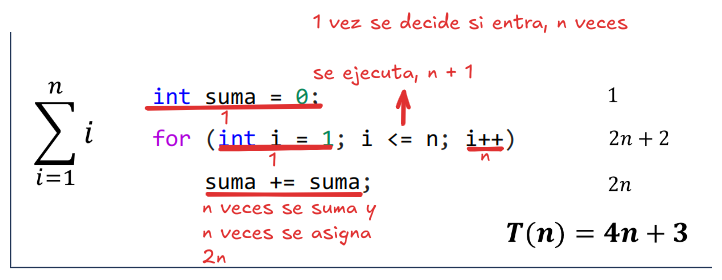 1 vez se decide si entra, n veces
se ejecuta, n + 1
n
∑ i
i=1
int suma = 0; 1
1
for (int i = 1; i <= n; i++) 2n + 2
1 n
suma += suma; 2n
n veces se suma y
n veces se asigna
2n
T(n) = 4n + 3